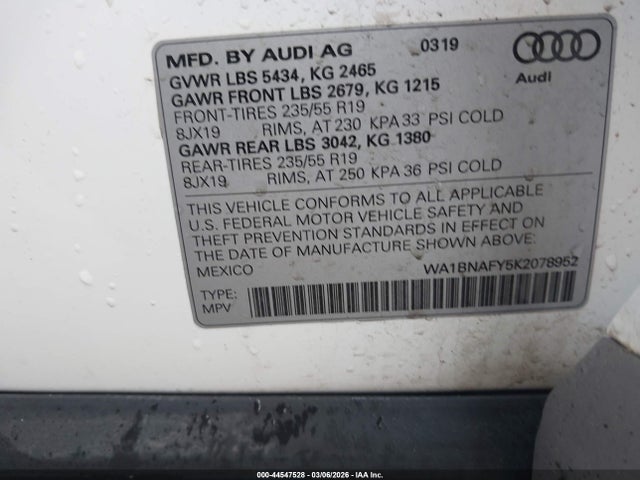 MFD. BY AUDI AG 0319
GVWR LBS 5434, KG 2465
GAWR FRONT LBS 2679, KG 1215
FRONT-TIRES 235/55 R19
8JX19 RIMS, AT 230 KPA 33 PSI COLD
GAWR REAR LBS 3042, KG 1380
REAR-TIRES 235/55 R19
8JX19 RIMS, AT 250 KPA 36 PSI COLD
Audi
THIS VEHICLE CONFORMS TO ALL APPLICABLE
U.S. FEDERAL MOTOR VEHICLE SAFETY AND
THEFT PREVENTION STANDARDS IN EFFECT ON
THE DATE OF MANUFACTURE SHOWN ABOVE:
MEXICO WA1BNAFY5K2078952
TYPE:
MPV
000-44547528 - 03/06/2026 - IAA Inc.